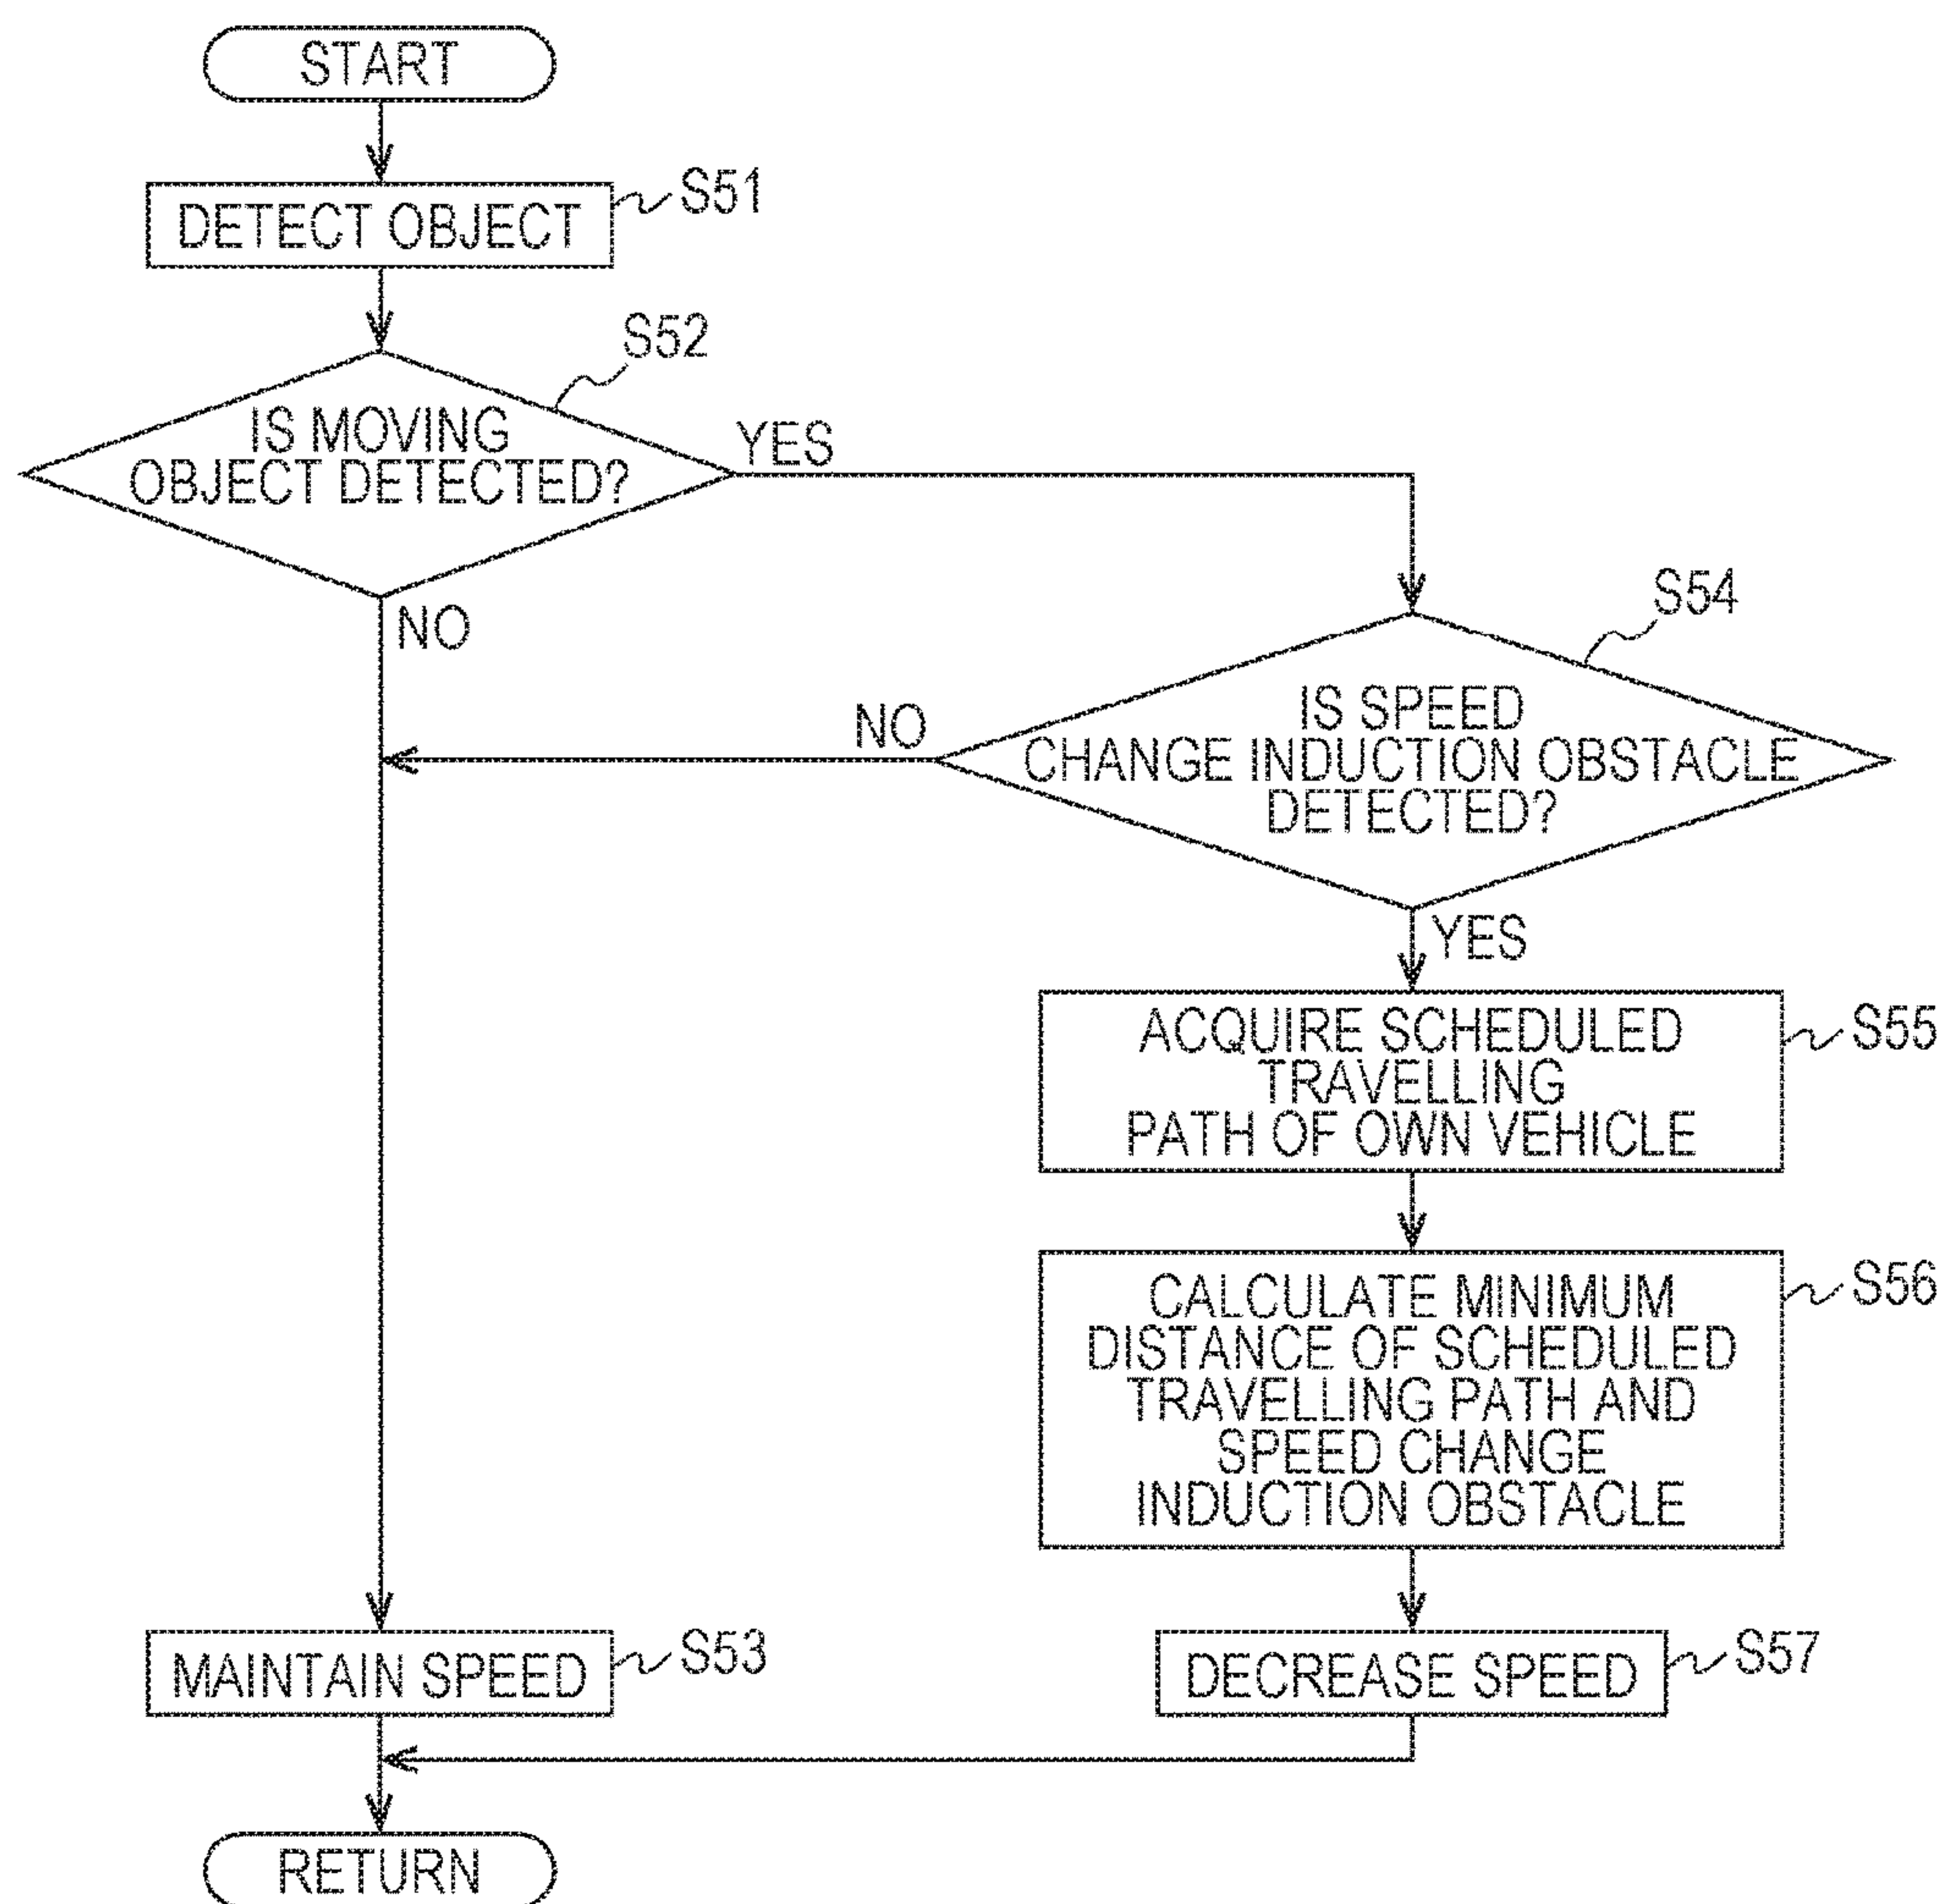 START
DETECT OBJECT
S51
S52
IS MOVING
OBJECT DETECTED?
YES
NO
S54
IS SPEED
CHANGE INDUCTION OBSTACLE
DETECTED?
NO
YES
ACQUIRE SCHEDULED
TRAVELLING
PATH OF OWN VEHICLE
S55
CALCULATE MINIMUM
DISTANCE OF SCHEDULED
TRAVELLING PATH AND
SPEED CHANGE
INDUCTION OBSTACLE
S56
MAINTAIN SPEED
S53
DECREASE SPEED
S57
RETURN